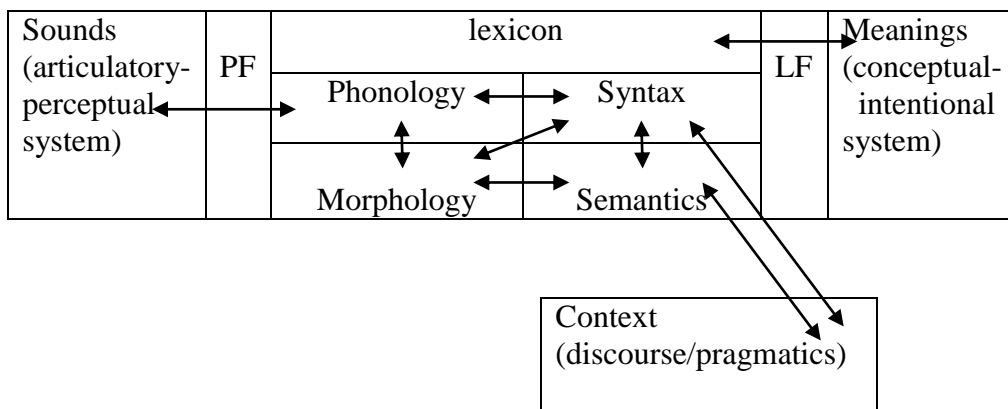 Sounds
(articulatory-
perceptual
system)
PF
lexicon
Phonology
Syntax
Morphology
Semantics
LF
Meanings
(conceptual-
intentional
system)
Context
(discourse/pragmatics)